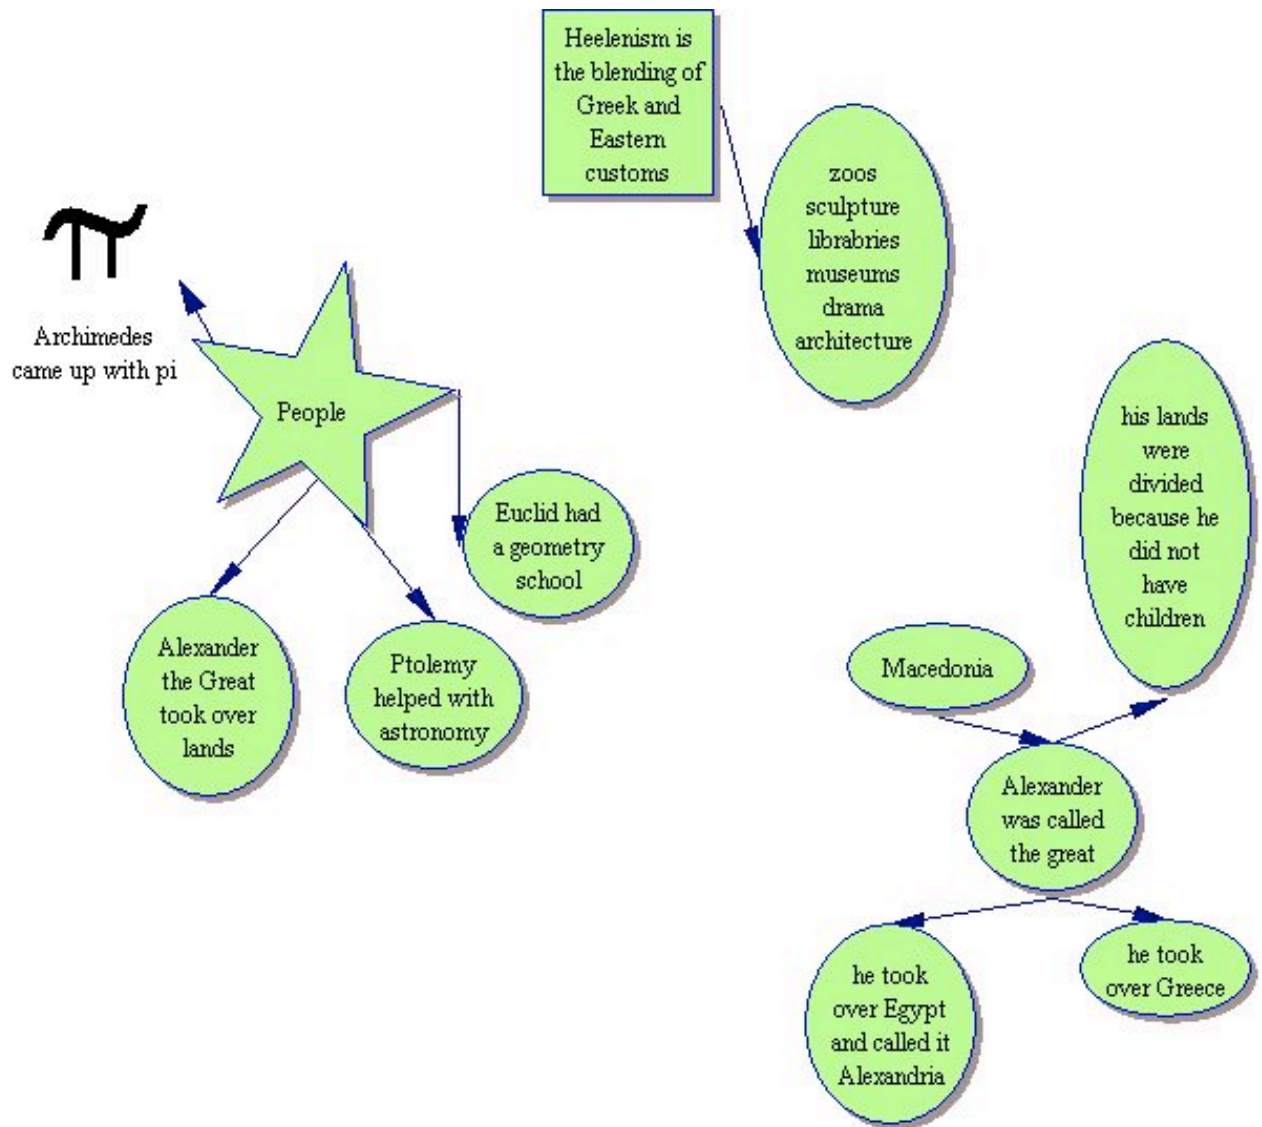 Heelenism is
the blending of
Greek and
Eastern
customs
zoos
sculpture
librabries
museums
drama
architecture
π
Archimedes
came up with pi
People
Euclid had
a geometry
school
Alexander
the Great
took over
lands
Ptolemy
helped with
astronomy
his lands
were
divided
because he
did not
have
children
Macedonia
Alexander
was called
the great
he took
over Egypt
and called it
Alexandria
he took
over Greece